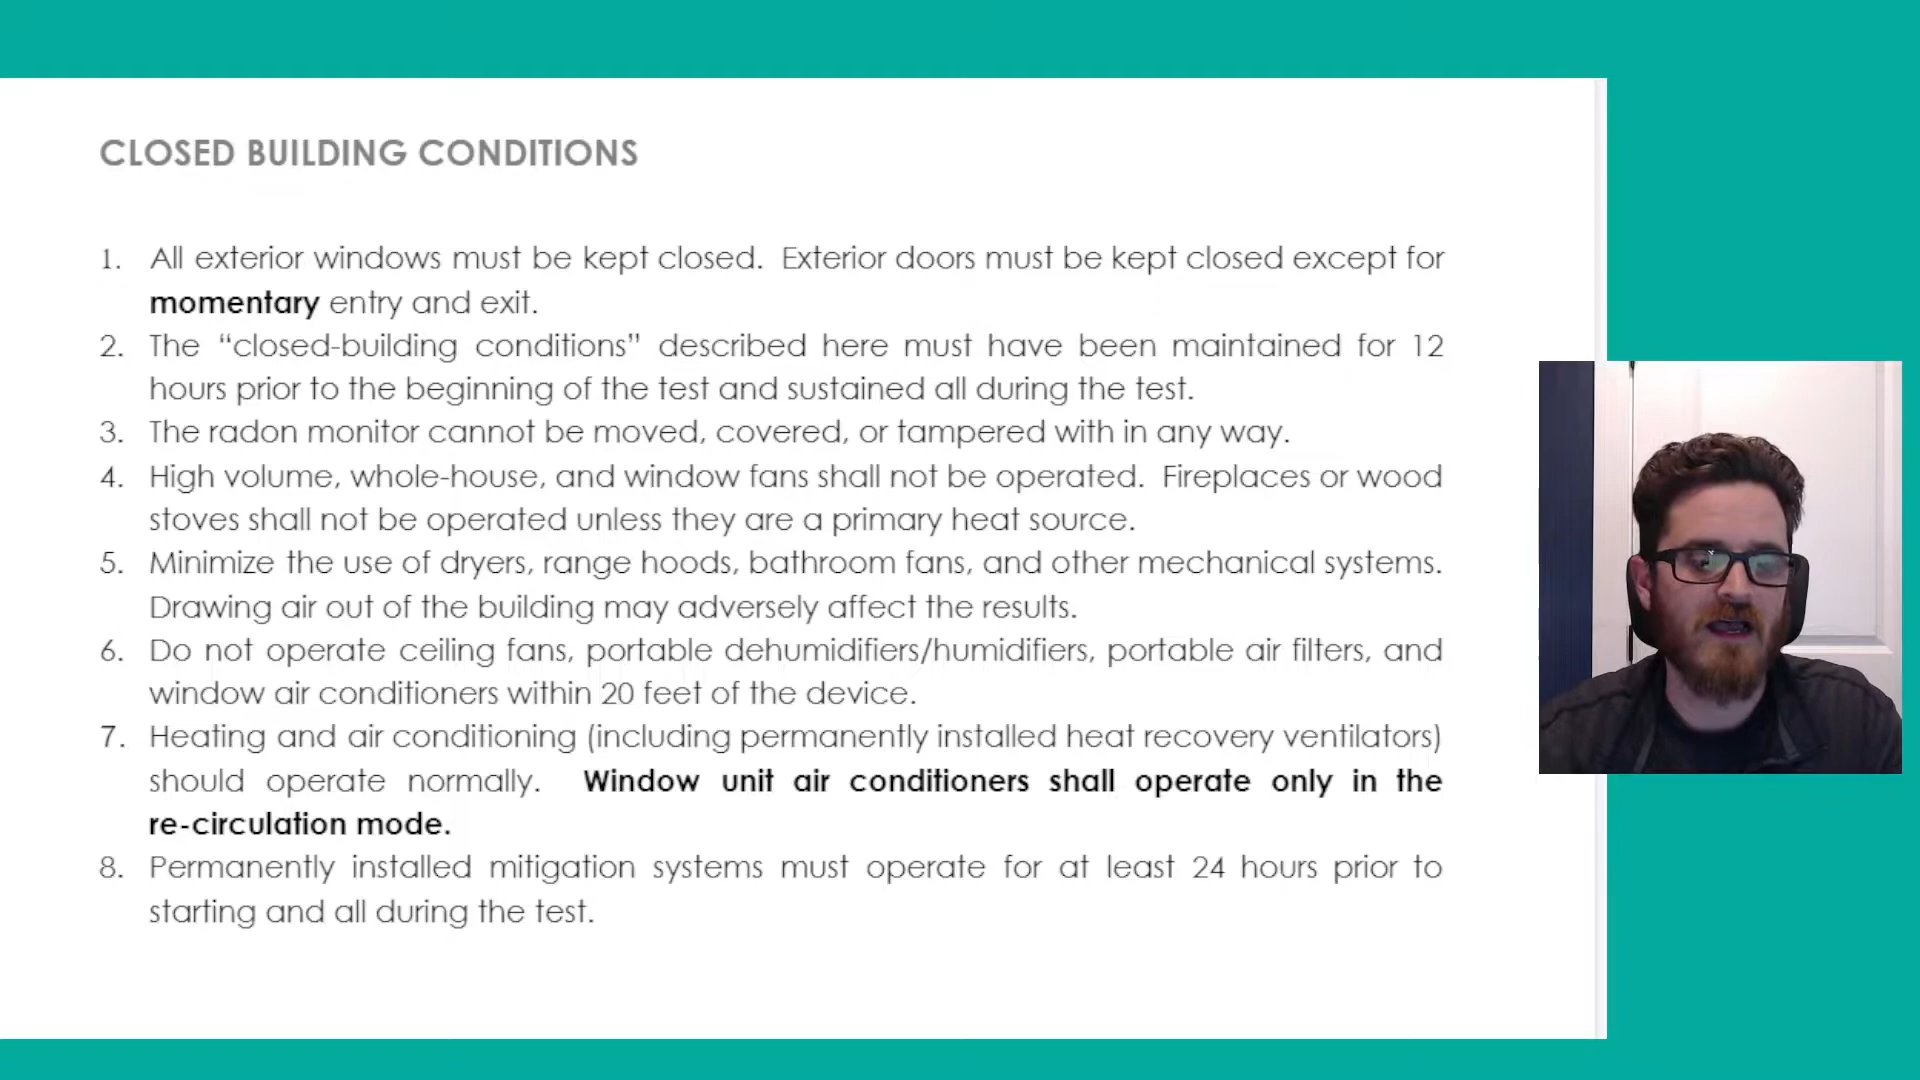 CLOSED BUILDING CONDITIONS
1. All exterior windows must be kept closed. Exterior doors must be kept closed except for
momentary entry and exit.
2. The “closed-building conditions” described here must have been maintained for 12
hours prior to the beginning of the test and sustained all during the test.
3. The radon monitor cannot be moved, covered, or tampered with in any way.
4. High volume, whole-house, and window fans shall not be operated. Fireplaces or wood
stoves shall not be operated unless they are a primary heat source.
5. Minimize the use of dryers, range hoods, bathroom fans, and other mechanical systems.
Drawing air out of the building may adversely affect the results.
6. Do not operate ceiling fans, portable dehumidifiers/humidifiers, portable air filters, and
window air conditioners within 20 feet of the device.
7. Heating and air conditioning (including permanently installed heat recovery ventilators)
should operate normally. Window unit air conditioners shall operate only in the
re-circulation mode.
8. Permanently installed mitigation systems must operate for at least 24 hours prior to
starting and all during the test.